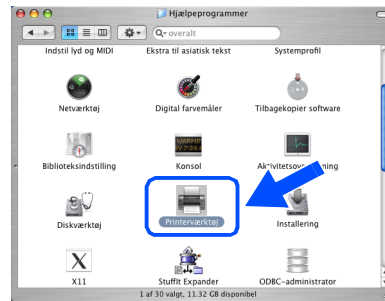 Hjælpeprogrammer
overalt
Indstil lyd og MIDI
Ekstra til asiatisk tekst
Systemprofil
Netværktøj
Digital farvemåler
Tilbagekopier software
Biblioteksindstilling
Konsol
Diskværktøj
Printerværktøj
Installering
X11
StuffIt Expander
ODBC-administrator
1 af 30 valgt, 11.32 GB disponibel